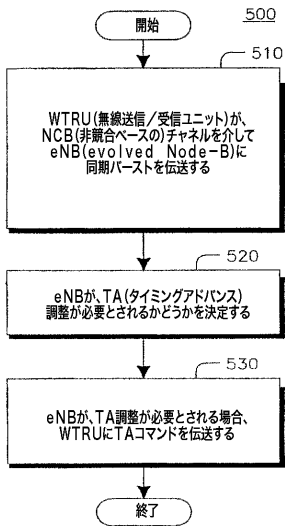 500
開始
510
WTRU(無線送信/受信ユニット)が、
NCB(非競合ベースの)チャネルを介して
eNB(evolved Node-B)に
同期バーストを伝送する
520
eNBが、TA(タイミングアドバンス)
調整が必要とされるかどうかを決定する
530
eNBが、TA調整が必要とされる場合、
WTRUにTAコマンドを伝送する
終了